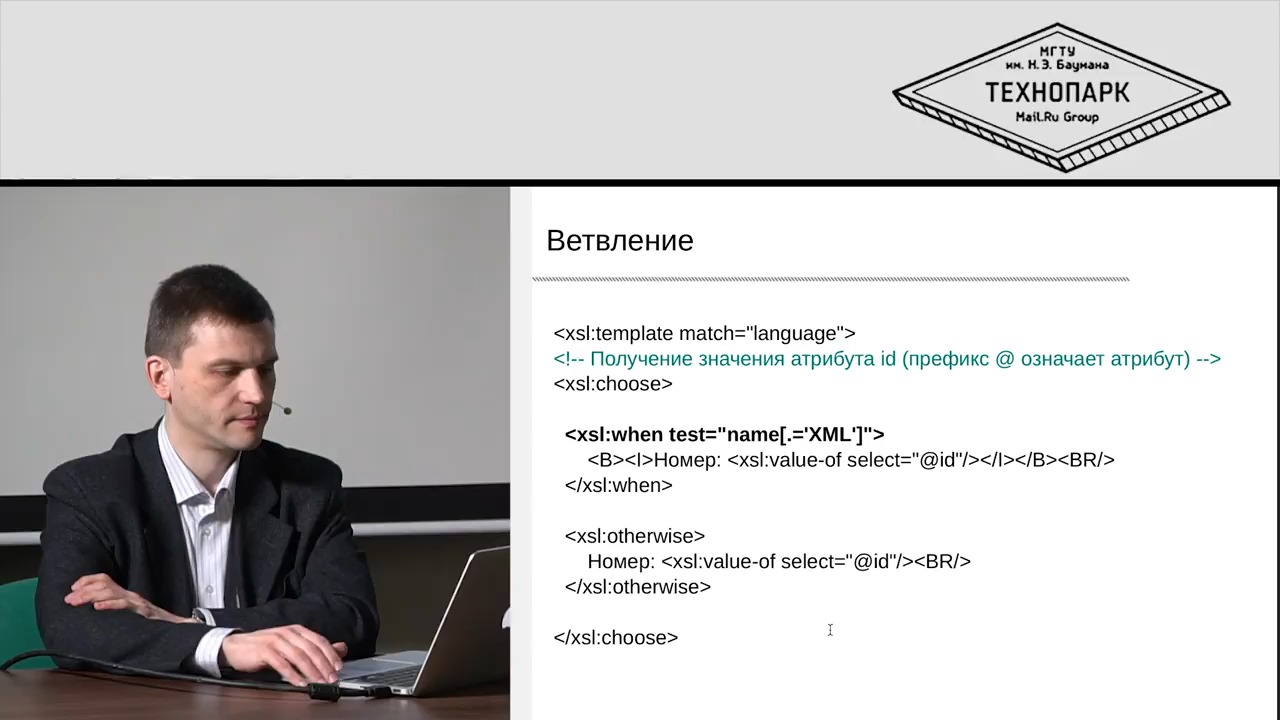 МГТУ
им. Н.Э. Баумана
ТЕХНОПАРК
Mail.Ru Group
Ветвление
<xsl:template match="language">
<!-- Получение значения атрибута id (префикс @ означает атрибут) -->
<xsl:choose>
<xsl:when test="name[.='XML']">
<B><I>Номер: <xsl:value-of select="@id"/></I></B><BR/>
</xsl:when>
<xsl:otherwise>
Номер: <xsl:value-of select="@id"/><BR/>
</xsl:otherwise>
</xsl:choose>